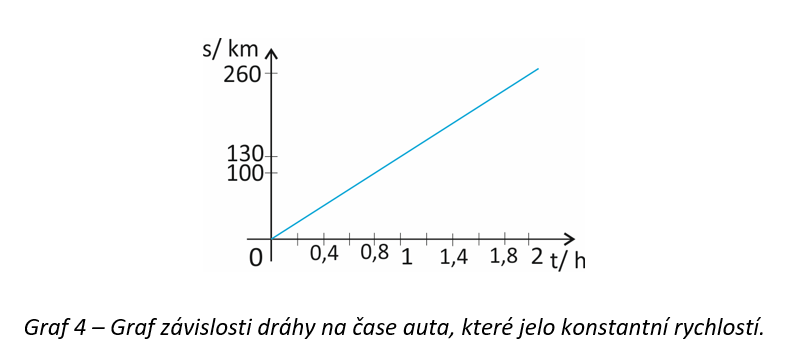 s/ km
260
130
100
0 0,4 0,8 1 1,4 1,8 2 t/ h
Graf 4 – Graf závislosti dráhy na čase auta, které jelo konstantní rychlostí.